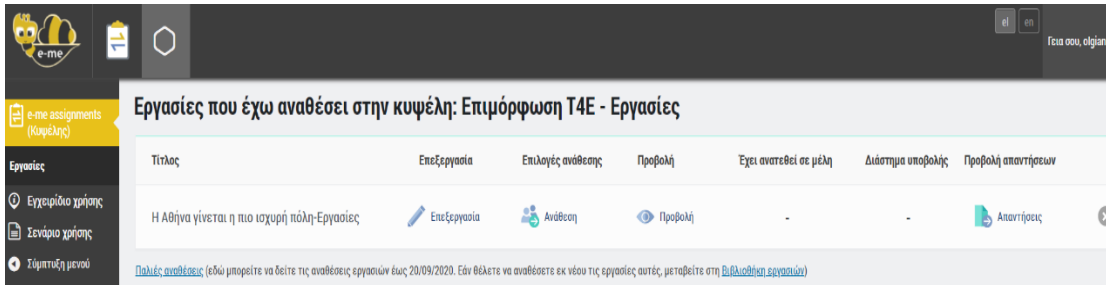 e-me
el en
Γεια σου, olgian
e-me assignments
(Κυψέλης)
Εργασίες
Εγχειρίδιο χρήσης
Σενάριο χρήσης
Σύμπτυξη μενού
Εργασίες που έχω αναθέσει στην κυψέλη: Επιμόρφωση T4E - Εργασίες
Τίτλος Επεξεργασία Επιλογές ανάθεσης Προβολή Έχει ανατεθεί σε μέλη Διάστημα υποβολής Προβολή απαντήσεων
Η Αθήνα γίνεται η πιο ισχυρή πόλη-Εργασίες Επεξεργασία Ανάθεση Προβολή - - Απαντήσεις
Παλιές αναθέσεις (εδώ μπορείτε να δείτε τις αναθέσεις εργασιών έως 20/09/2020. Εάν θέλετε να αναθέσετε εκ νέου τις εργασίες αυτές, μεταβείτε στη Βιβλιοθήκη εργασιών)